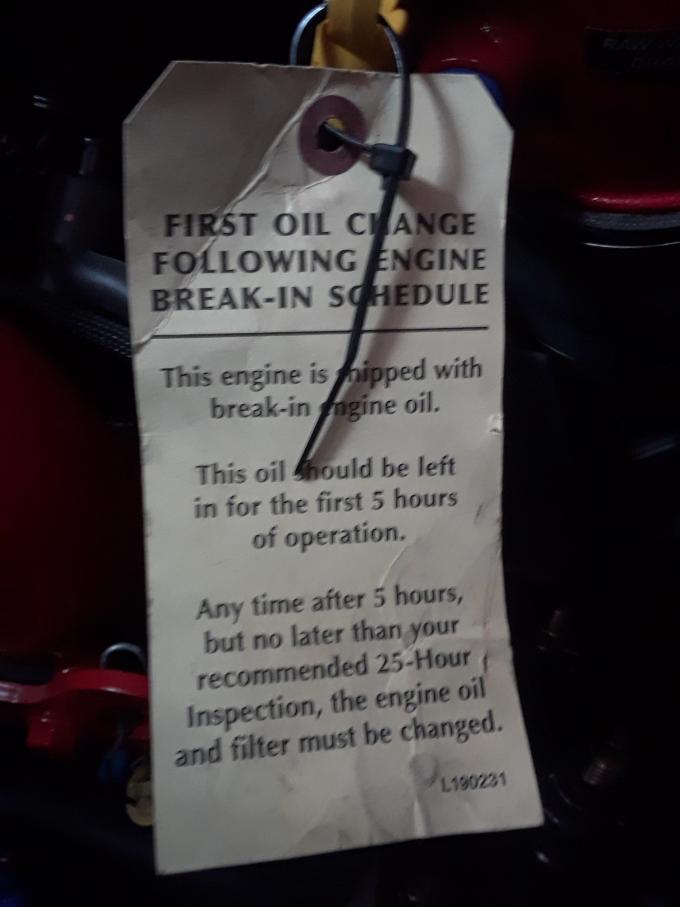 FIRST OIL CHANGE
FOLLOWING ENGINE
BREAK-IN SCHEDULE
This engine is shipped with
break-in engine oil.
This oil should be left
in for the first 5 hours
of operation.
Any time after 5 hours,
but no later than your
recommended 25-Hour
Inspection, the engine oil
and filter must be changed.
L190231
RAW